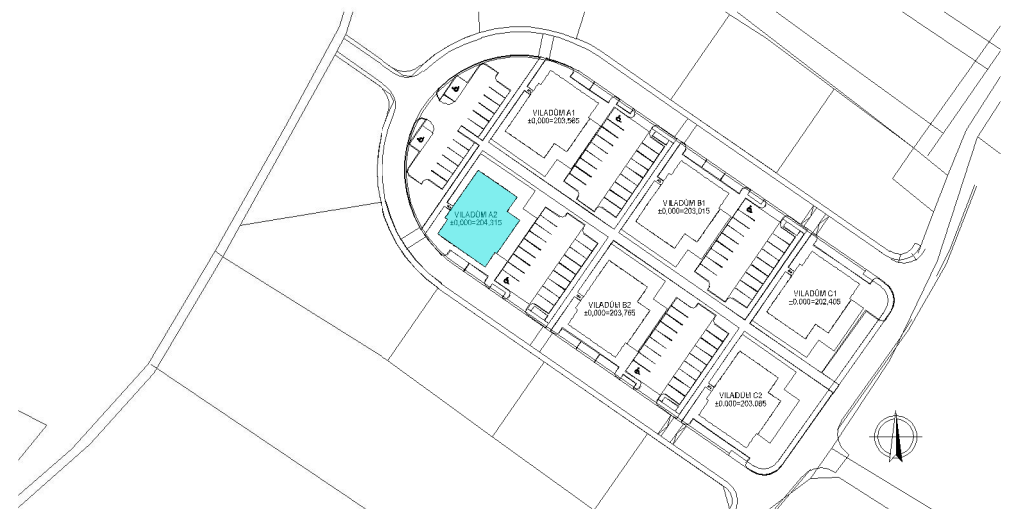 VILADŮM A1
±0,000=203,565
VILADŮM A2
±0,000=204,315
VILADŮM B1
±0,000=203,015
VILADŮM B2
±0,000=203,765
VILADŮM C1
±0,000=202,405
VILADŮM C2
±0,000=203,085